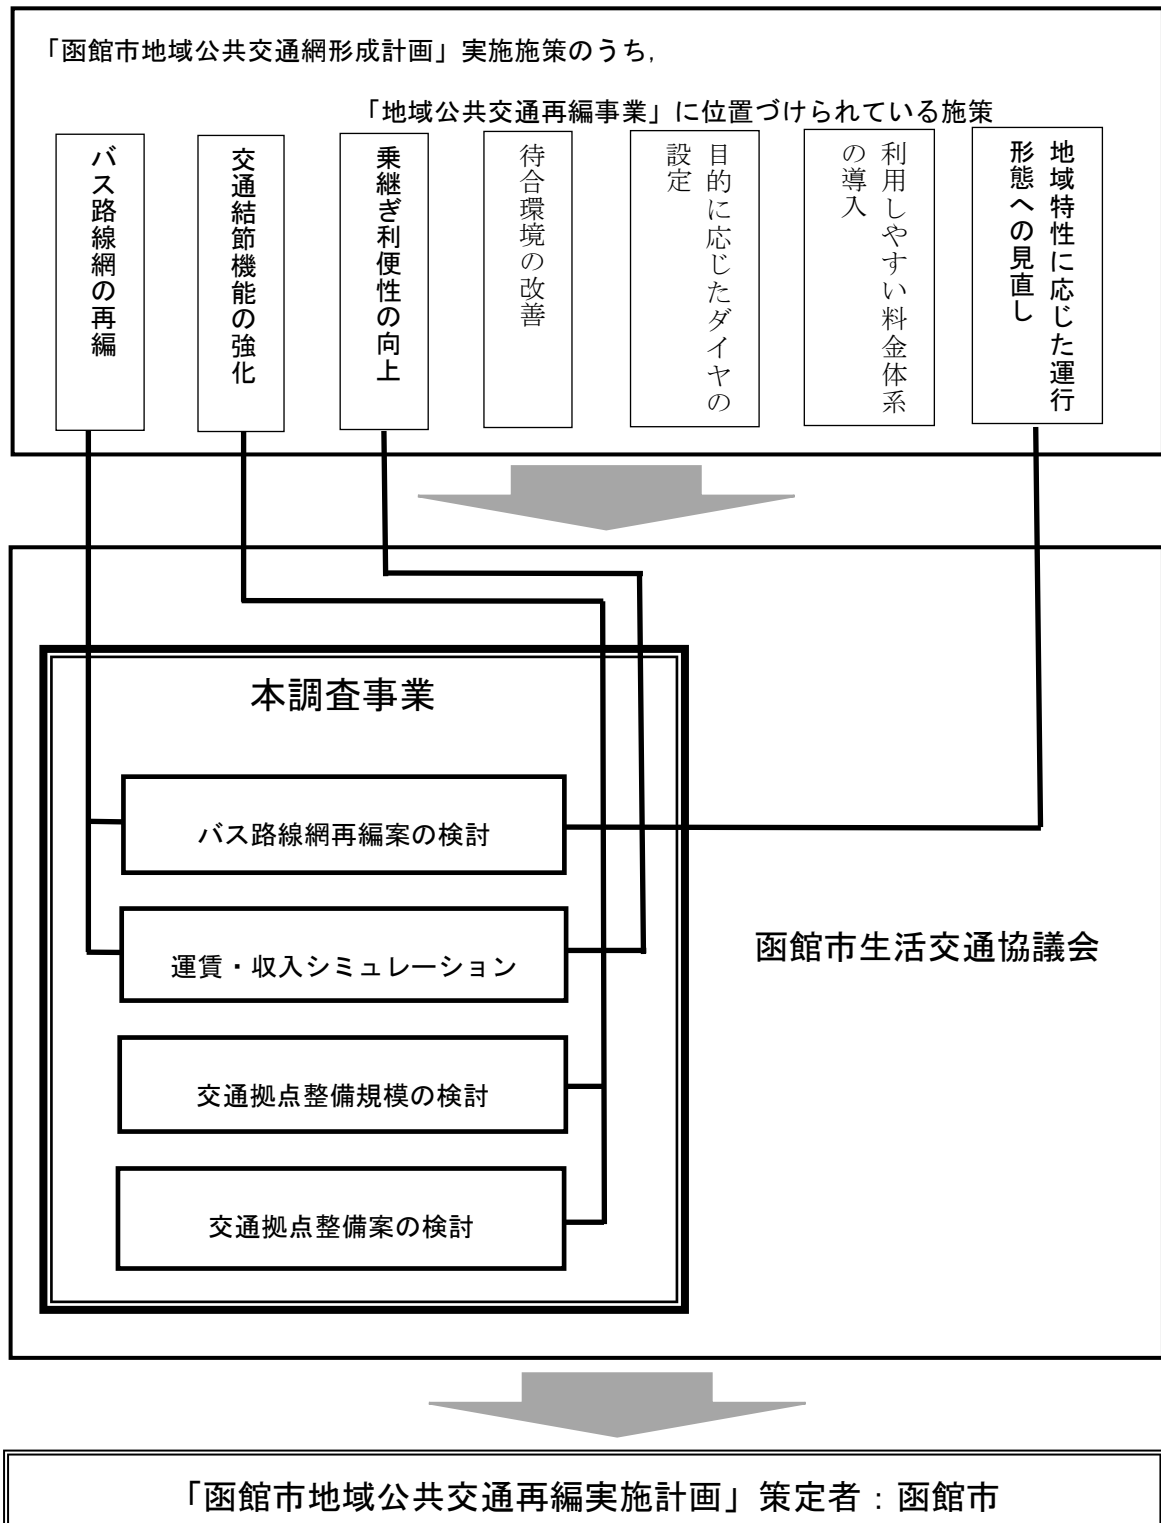 「函館市地域公共交通網形成計画」実施施策のうち,
「地域公共交通再編事業」に位置づけられている施策
バス路線網の再編
交通結節機能の強化
乗継ぎ利便性の向上
待合環境の改善
目的に応じたダイヤの
設定
利用しやすい料金体系
の導入
地域特性に応じた運行
形態への見直し
本調査事業
バス路線網再編案の検討
運賃・収入シミュレーション
交通拠点整備規模の検討
交通拠点整備案の検討
函館市生活交通協議会
「函館市地域公共交通再編実施計画」策定者：函館市